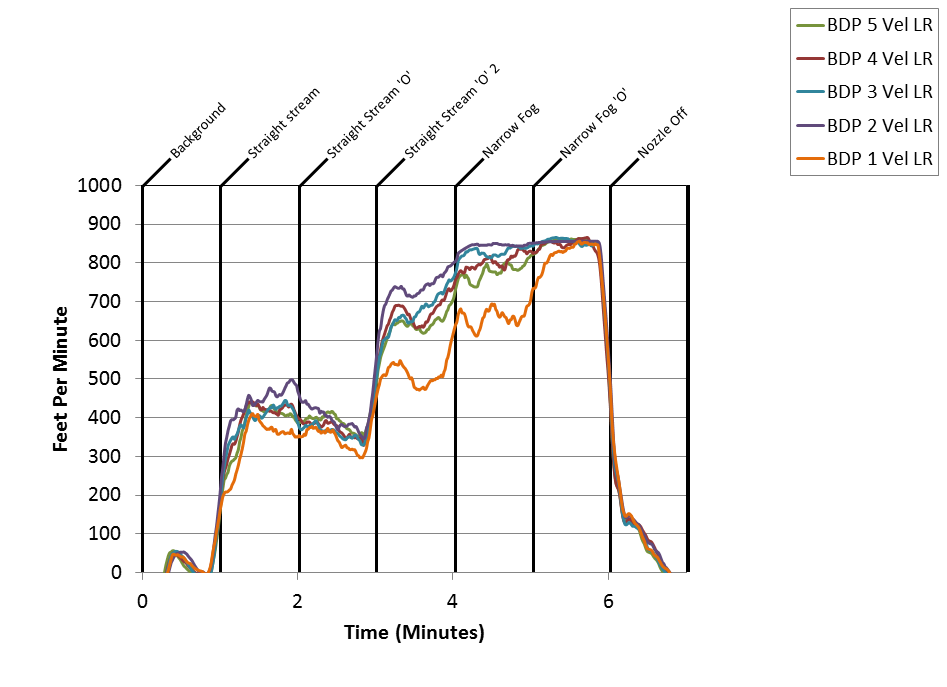 BDP 5 Vel LR
BDP 4 Vel LR
BDP 3 Vel LR
BDP 2 Vel LR
BDP 1 Vel LR
Background
Straight stream
Straight Stream 'O'
Straight Stream 'O' 2
Narrow Fog
Narrow Fog 'O'
Nozzle Off
Feet Per Minute
1000
900
800
700
600
500
400
300
200
100
0
0 2 4 6
Time (Minutes)